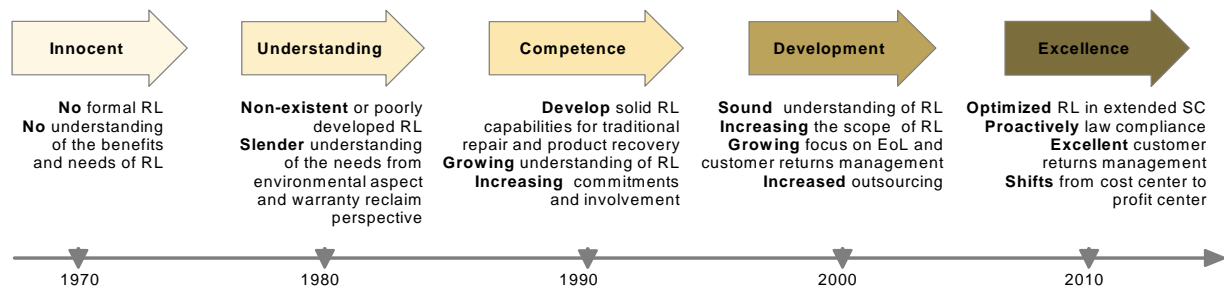 Innocent
No formal RL
No understanding
of the benefits
and needs of RL
Understanding
Non-existent or poorly
developed RL
Slender understanding
of the needs from
environmental aspect
and warranty reclaim
perspective
Competence
Develop solid RL
capabilities for traditional
repair and product recovery
Growing understanding of RL
Increasing commitments
and involvement
Development
Sound understanding of RL
Increasing the scope of RL
Growing focus on EoL and
customer returns management
Increased outsourcing
Excellence
Optimized RL in extended SC
Proactively law compliance
Excellent customer
returns management
Shifts from cost center to
profit center
1970
1980
1990
2000
2010